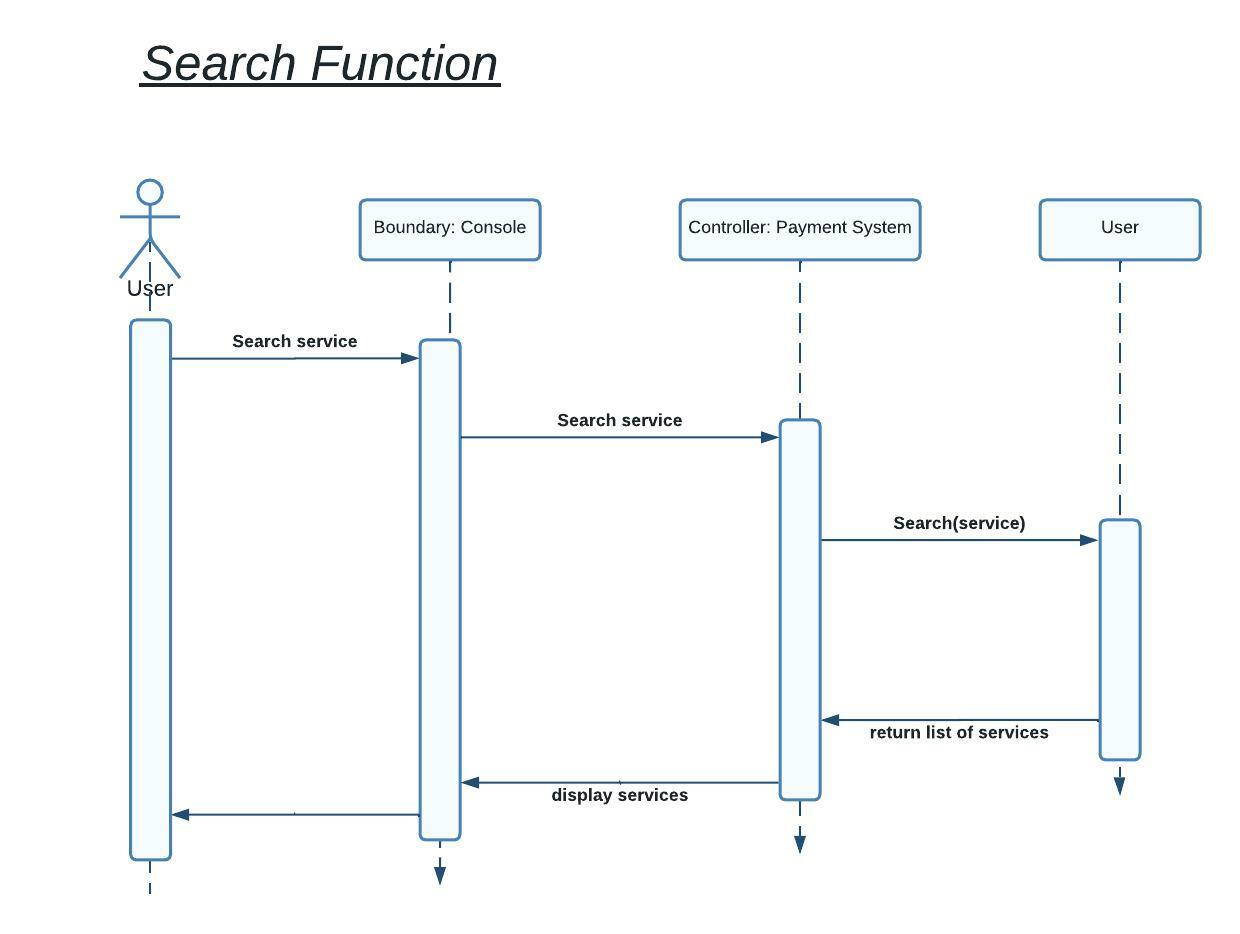 Search Function
User
Boundary: Console
Controller: Payment System
User
Search service
Search service
Search(service)
return list of services
display services